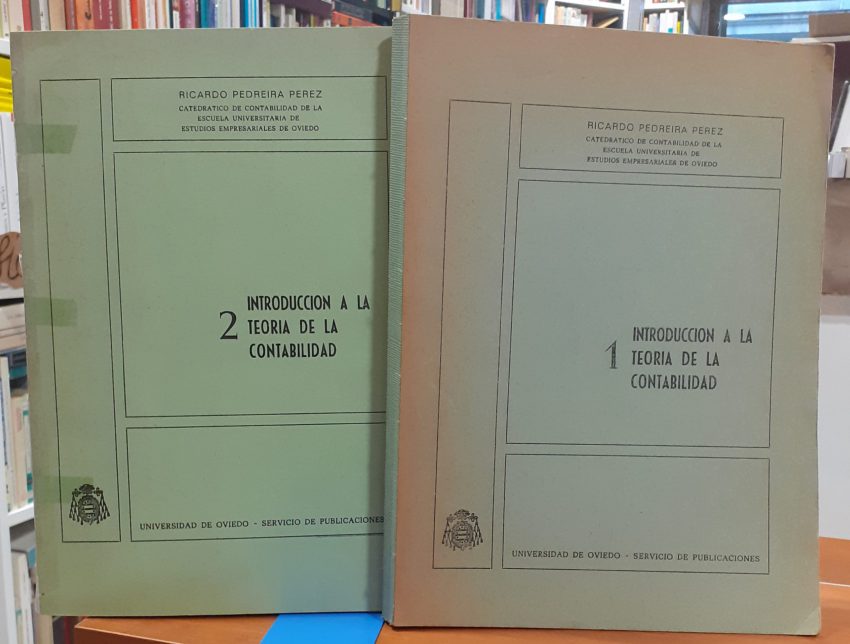 RICARDO PEDREIRA PEREZ
CATEDRATICO DE CONTABILIDAD DE LA
ESCUELA UNIVERSITARIA DE
ESTUDIOS EMPRESARIALES DE OVIEDO
2
INTRODUCCION A LA
TEORIA DE LA
CONTABILIDAD
UNIVERSIDAD DE OVIEDO - SERVICIO DE PUBLICACIONES
RICARDO PEDREIRA PEREZ
CATEDRATICO DE CONTABILIDAD DE LA
ESCUELA UNIVERSITARIA DE
ESTUDIOS EMPRESARIALES DE OVIEDO
1
INTRODUCCION A LA
TEORIA DE LA
CONTABILIDAD
UNIVERSIDAD DE OVIEDO - SERVICIO DE PUBLICACIONES